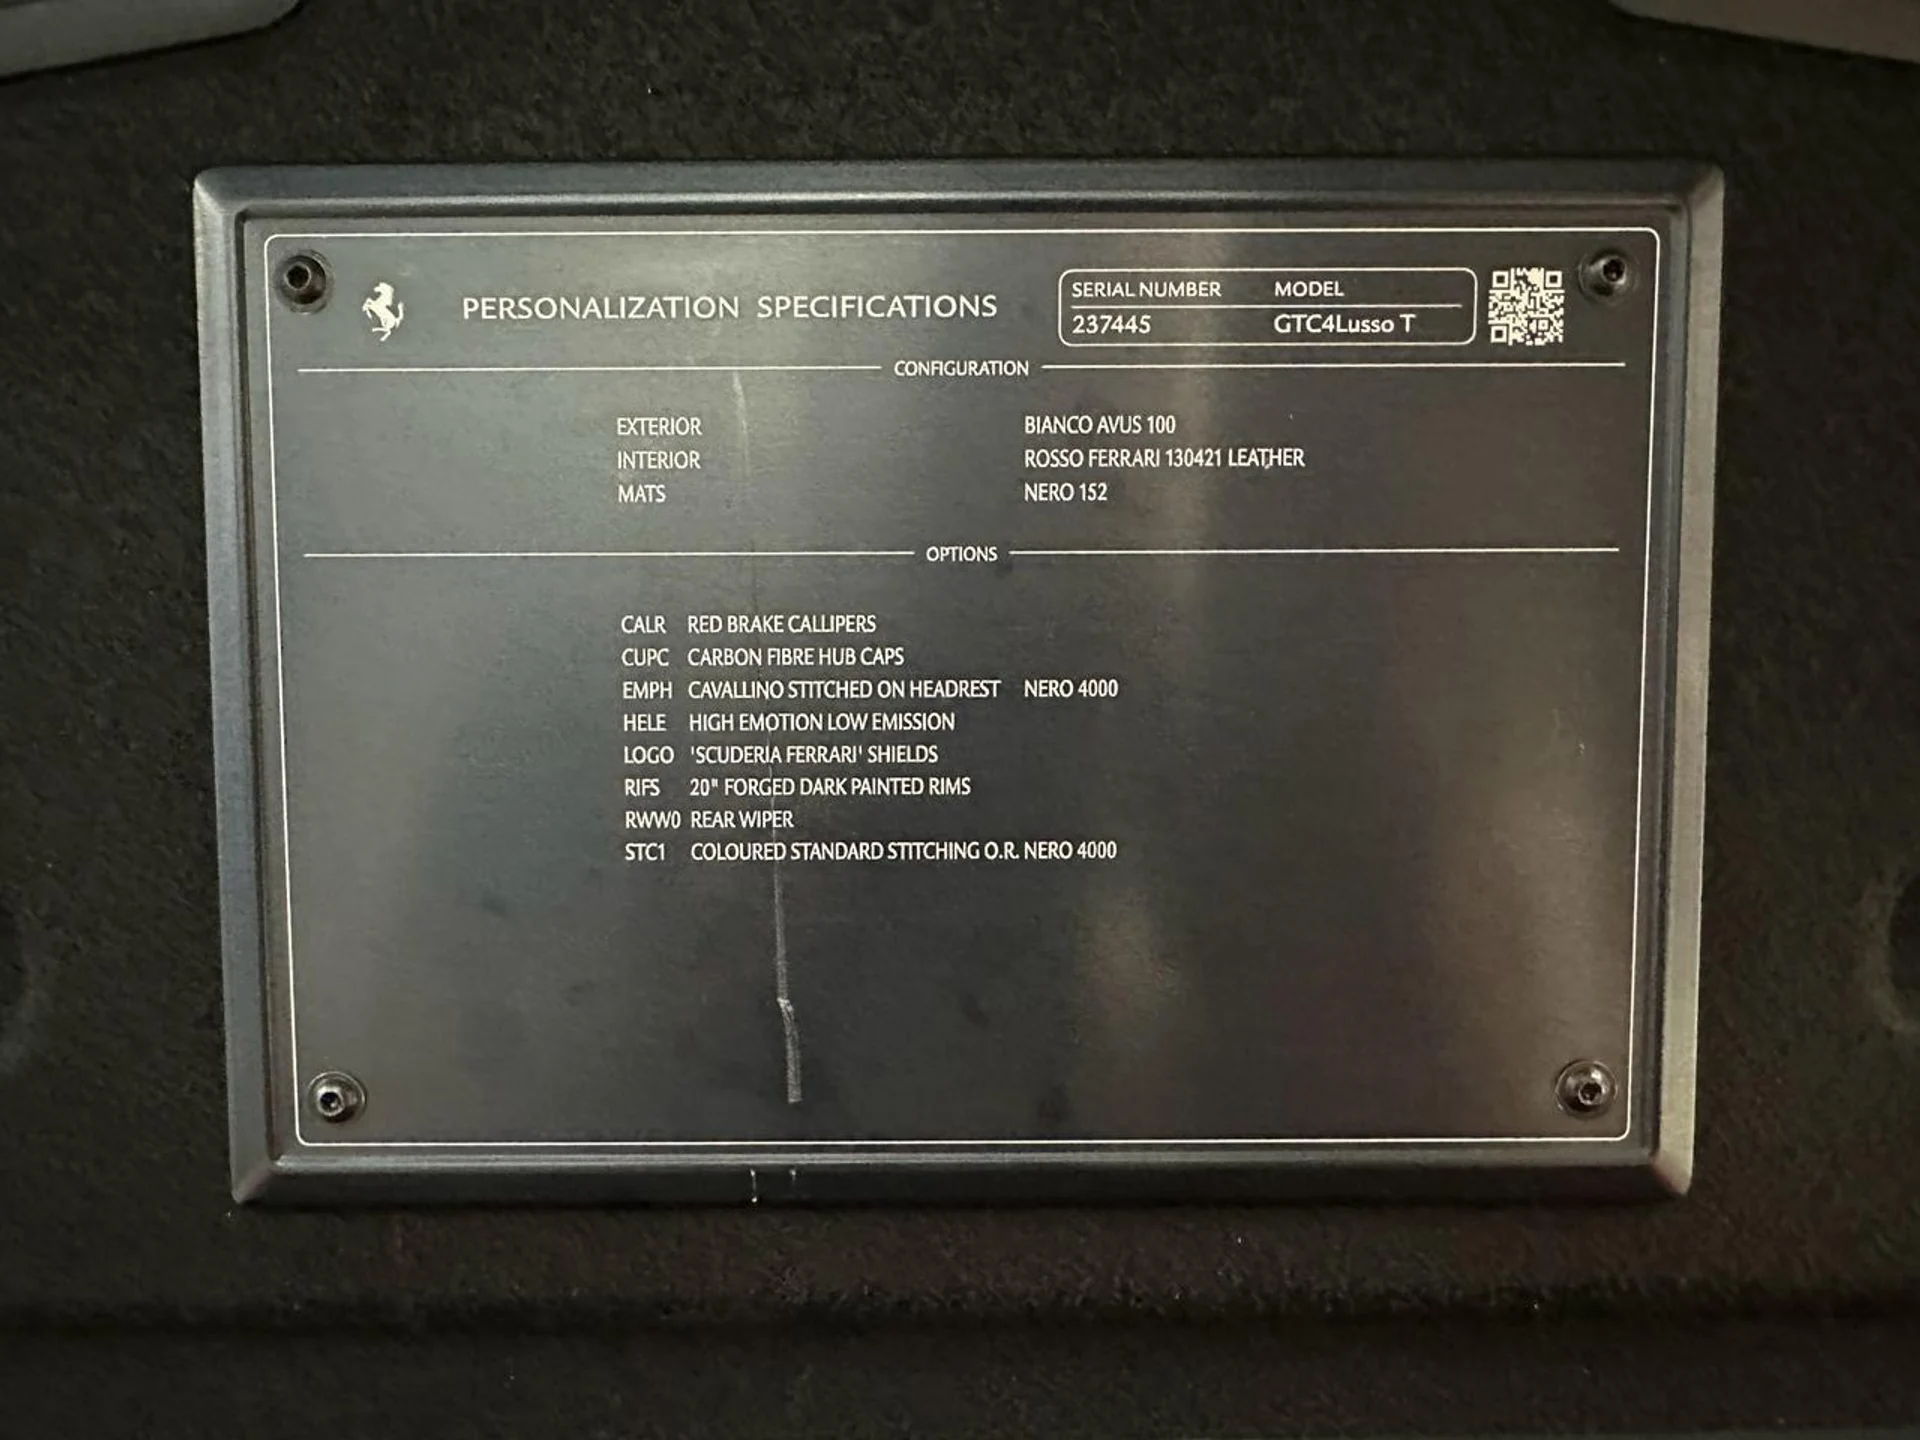 PERSONALIZATION SPECIFICATIONS
SERIAL NUMBER MODEL
237445 GTC4Lusso T
CONFIGURATION
EXTERIOR BIANCO AVUS 100
INTERIOR ROSSO FERRARI 130421 LEATHER
MATS NERO 152
OPTIONS
CALR RED BRAKE CALLIPERS
CUPC CARBON FIBRE HUB CAPS
EMPH CAVALLINO STITCHED ON HEADREST NERO 4000
HELE HIGH EMOTION LOW EMISSION
LOGO 'SCUDERIA FERRARI' SHIELDS
RIFS 20" FORGED DARK PAINTED RIMS
RWW0 REAR WIPER
STC1 COLOURED STANDARD STITCHING O.R. NERO 4000